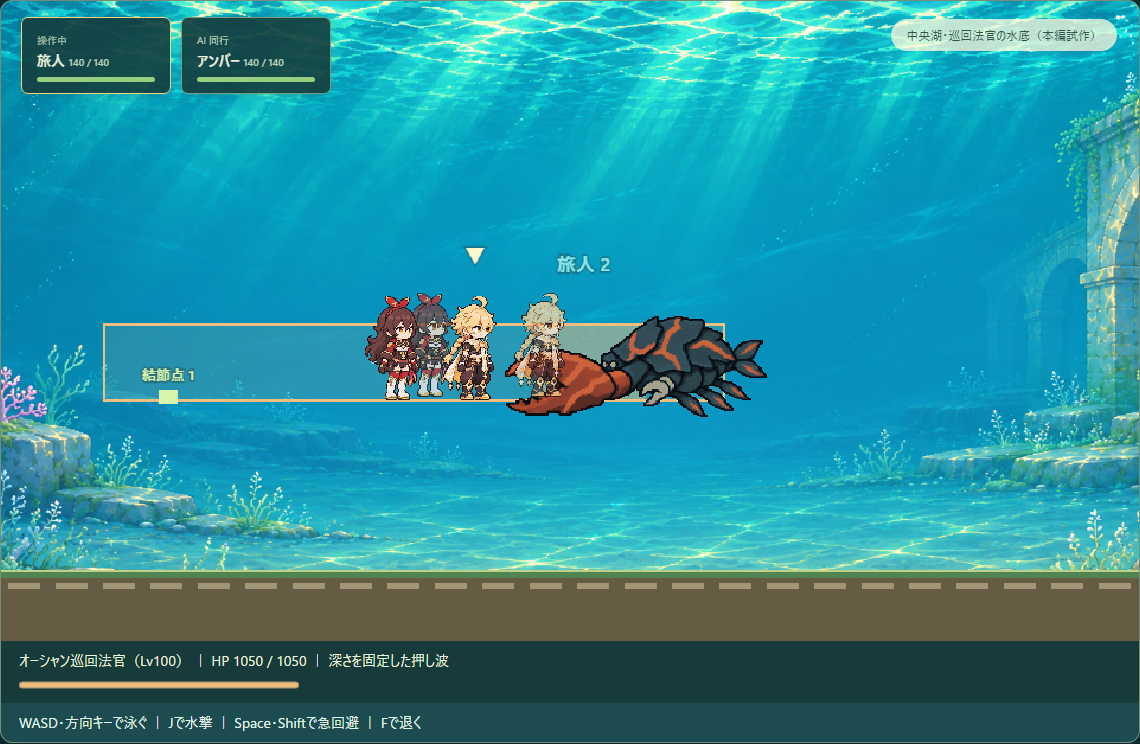 操作中
旅人 140 / 140
AI 同行
アンバー 140 / 140
中央湖・巡回法官の水底（本編試作）
旅人 2
結節点 1
オーシャン巡回法官（Lv100） ｜ HP 1050 / 1050 ｜ 深さを固定した押し波
WASD・方向キーで泳ぐ ｜ Jで水撃 ｜ Space・Shiftで急回避 ｜ Fで退く